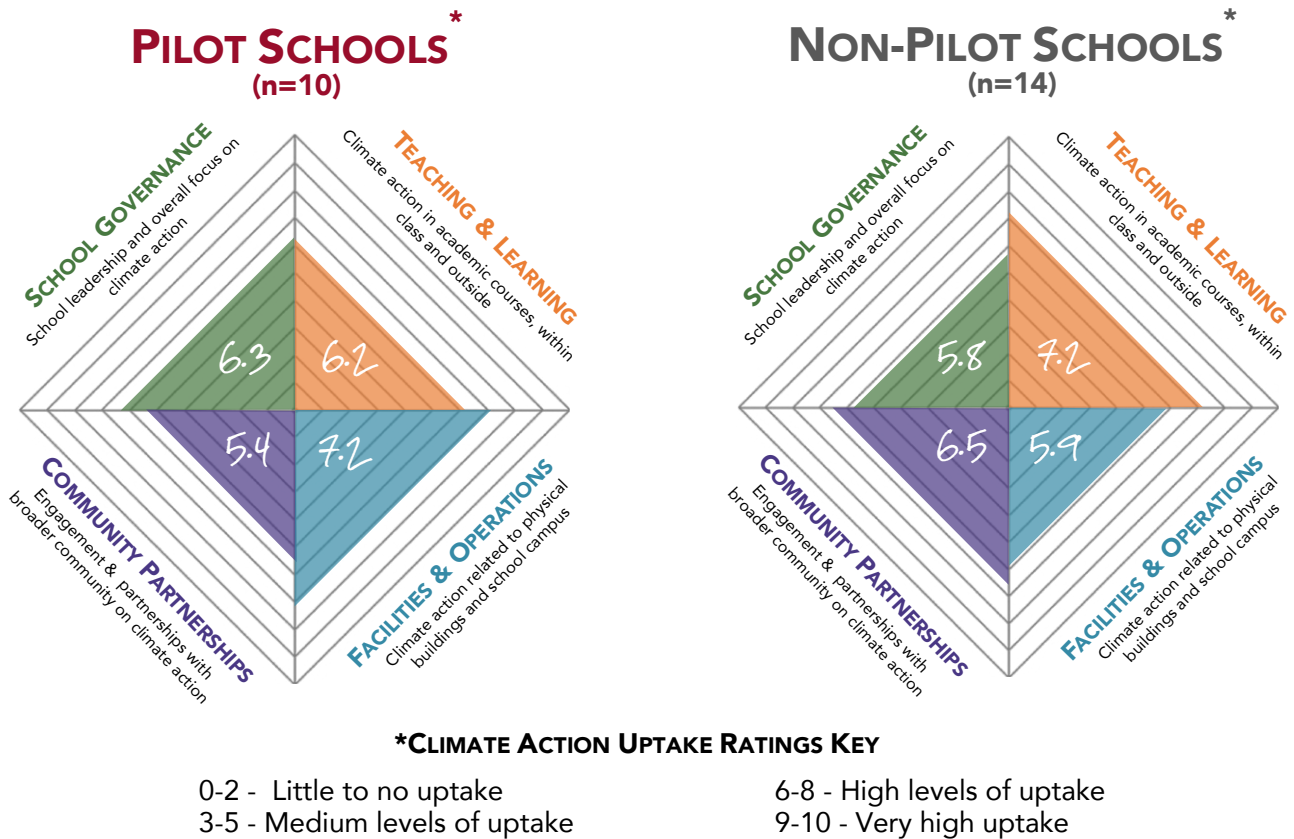 PILOT SCHOOLS*
(n=10)
SCHOOL GOVERNANCE
School leadership and overall focus on
climate action
TEACHING & LEARNING
Climate action in academic courses, within
class and outside
6.3
6.2
5.4
7.2
COMMUNITY PARTNERSHIPS
Engagement & partnerships with
broader community on climate action
FACILITIES & OPERATIONS
Climate action related to physical
buildings and school campus
NON-PILOT SCHOOLS*
(n=14)
SCHOOL GOVERNANCE
School leadership and overall focus on
climate action
TEACHING & LEARNING
Climate action in academic courses, within
class and outside
5.8
7.2
6.5
5.9
COMMUNITY PARTNERSHIPS
Engagement & partnerships with
broader community on climate action
FACILITIES & OPERATIONS
Climate action related to physical
buildings and school campus
*CLIMATE ACTION UPTAKE RATINGS KEY
0-2 - Little to no uptake
3-5 - Medium levels of uptake
6-8 - High levels of uptake
9-10 - Very high uptake